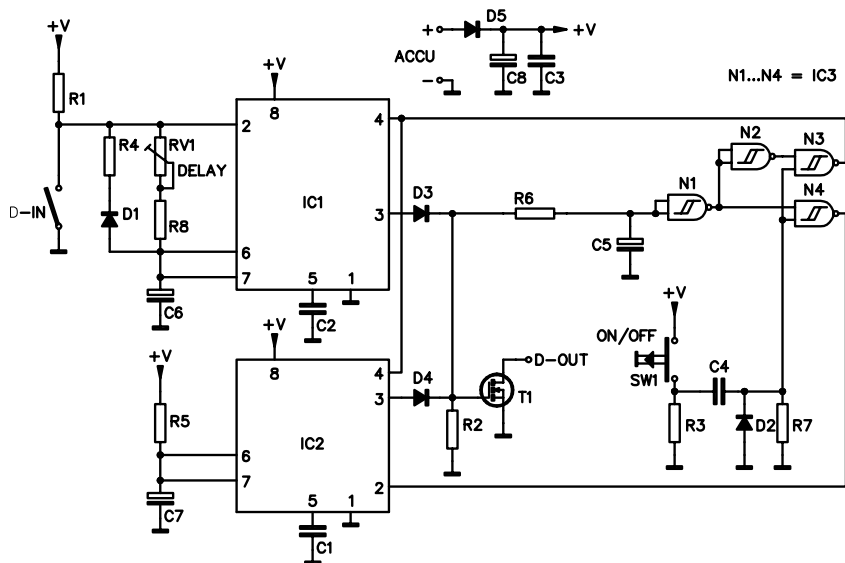 +V
R1
+V
8
2
4
R4
RV1
DELAY
D-IN
D1
R8
IC1
3
D3
6
7
C6
5
1
C2
+ D5
ACCU
-
C8
C3
+V
N1...N4 = IC3
N2
N3
N1
N4
R6
C5
+V
+V
8
4
3
D4
D-OUT
T1
R5
IC2
R2
6
7
2
C7
5
1
C1
+V
ON/OFF
SW1
C4
R3
D2
R7